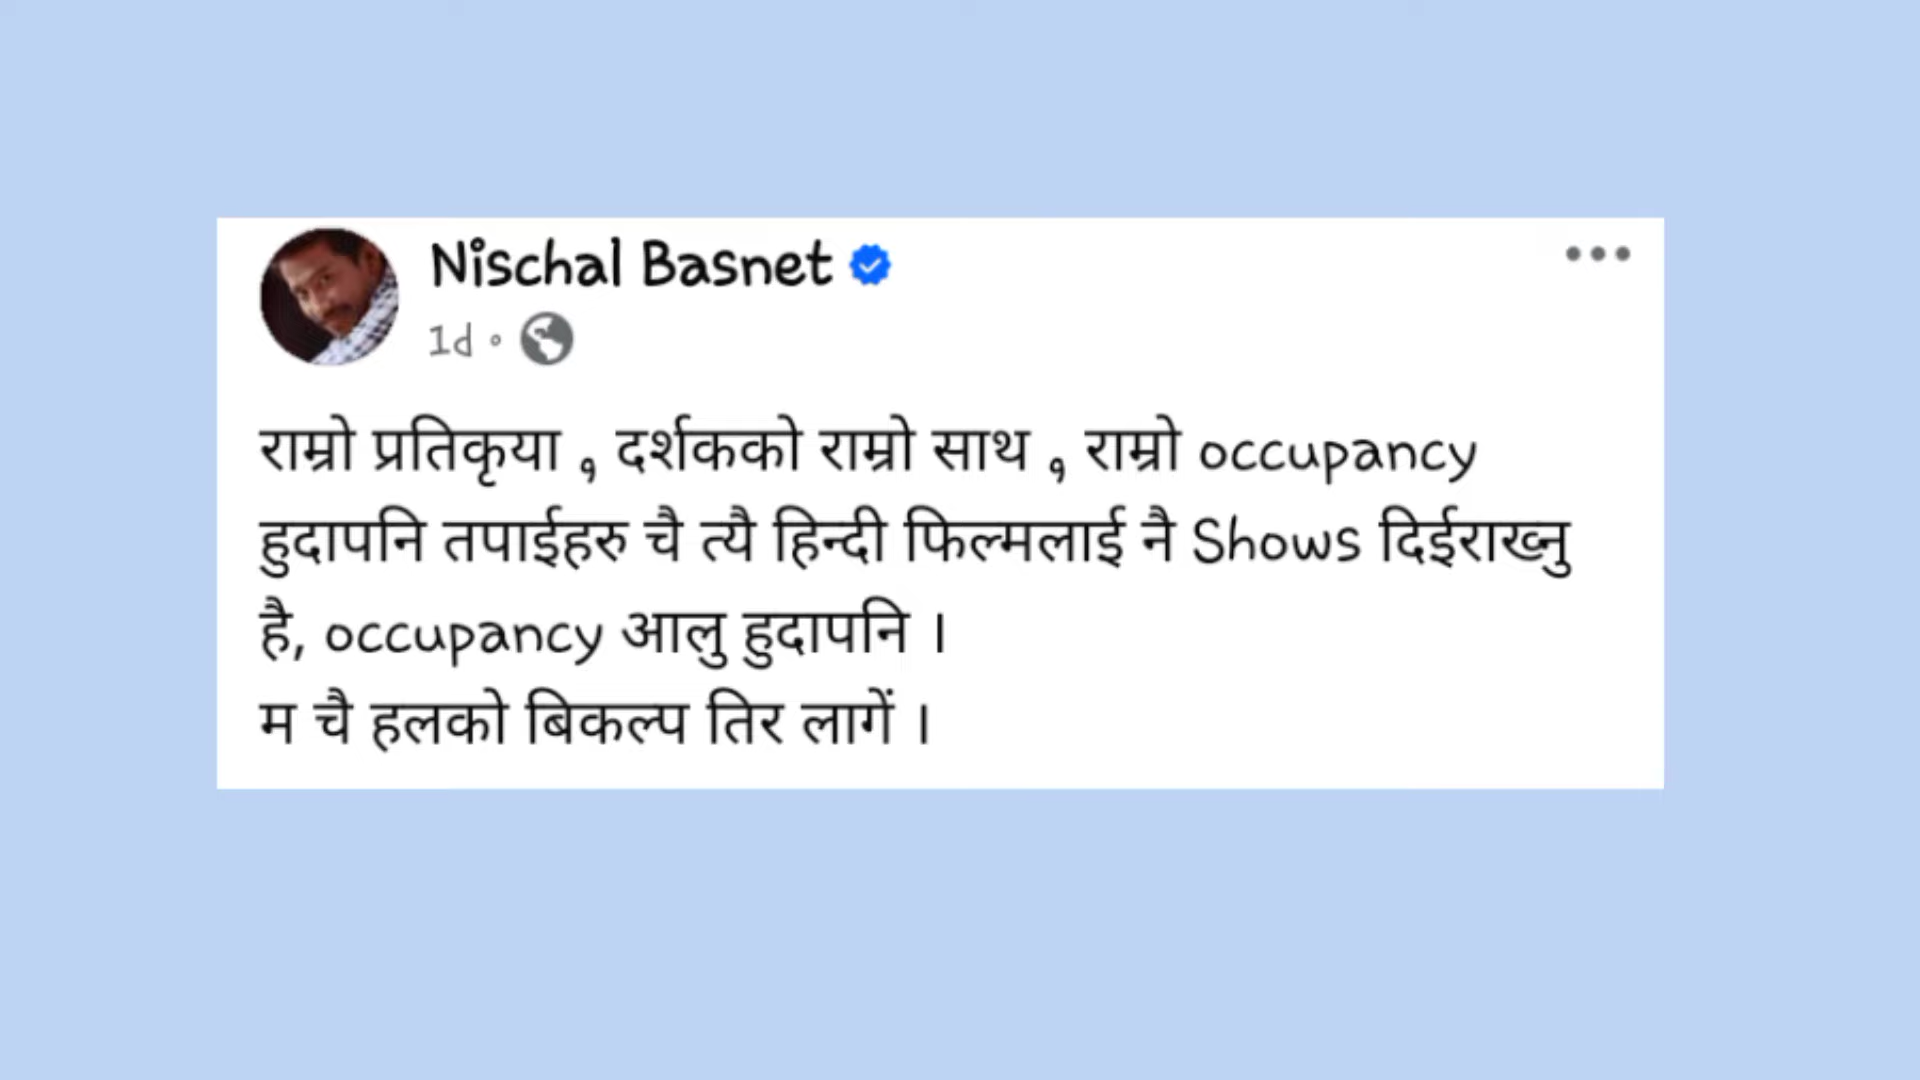 Nischal Basnet
1d
राम्रो प्रतिकृया , दर्शकको राम्रो साथ , राम्रो occupancy
हुदापनि तपाईहरु चै त्यै हिन्दी फिल्मलाई नै Shows दिईराख्नु
है, occupancy आलु हुदापनि ।
म चै हलको बिकल्प तिर लागें ।